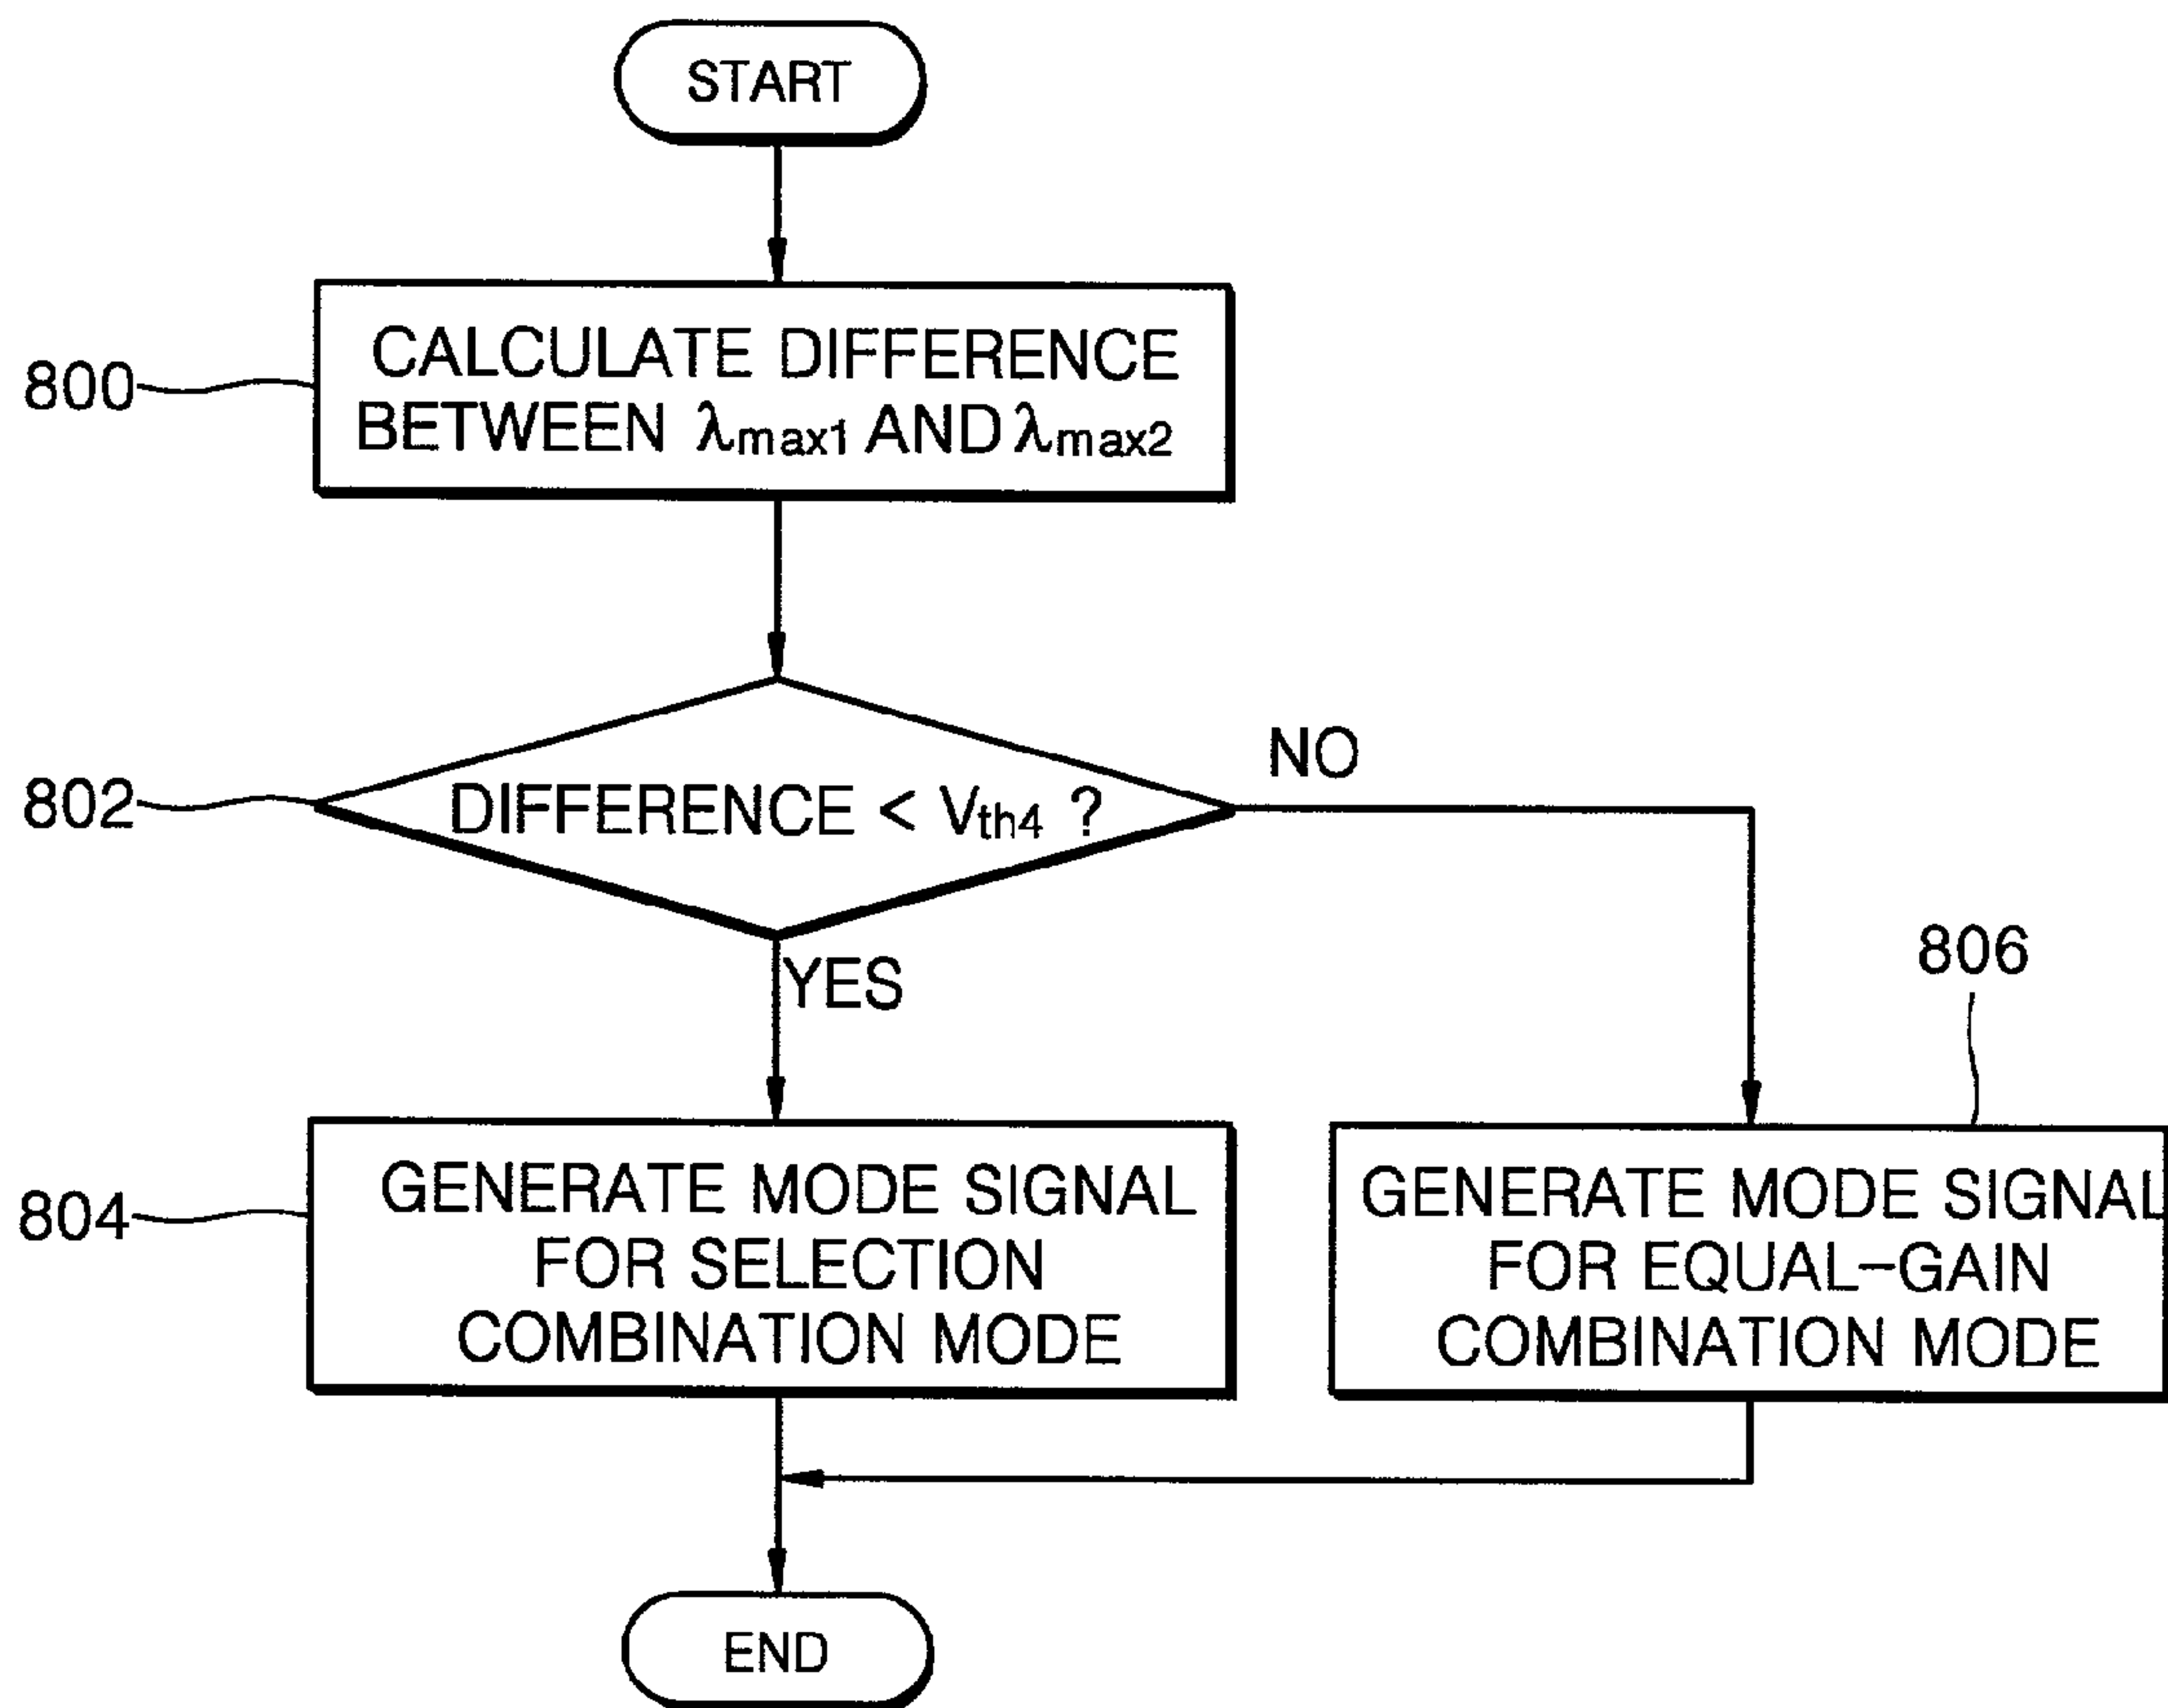 START
800
CALCULATE DIFFERENCE
BETWEEN λmax1 AND λmax2
802
DIFFERENCE < Vth4 ?
NO
YES
806
804
GENERATE MODE SIGNAL
FOR SELECTION
COMBINATION MODE
GENERATE MODE SIGNAL
FOR EQUAL-GAIN
COMBINATION MODE
END